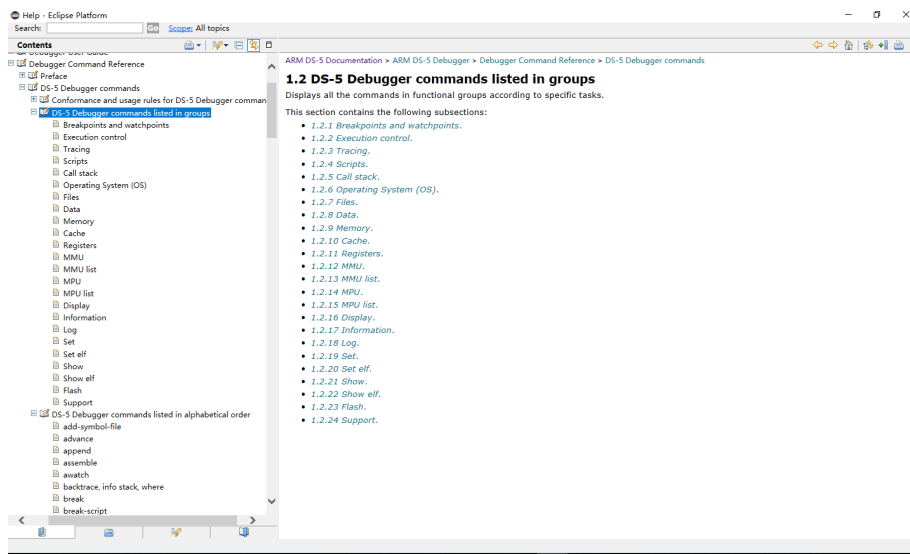 Help - Eclipse Platform
Search:
GO
Scope: All topics
Contents
Debugger User Guide
Debugger Command Reference
Preface
DS-5 Debugger commands
Conformance and usage rules for DS-5 Debugger comman
DS-5 Debugger commands listed in groups
Breakpoints and watchpoints
Execution control
Tracing
Scripts
Call stack
Operating System (OS)
Files
Data
Memory
Cache
Registers
MMU
MMU list
MPU
MPU list
Display
Information
Log
Set
Set elf
Show
Show elf
Flash
Support
DS-5 Debugger commands listed in alphabetical order
add-symbol-file
advance
append
assemble
awatch
backtrace, info stack, where
break
break-script
ARM DS-5 Documentation > ARM DS-5 Debugger > Debugger Command Reference > DS-5 Debugger commands
1.2 DS-5 Debugger commands listed in groups
Displays all the commands in functional groups according to specific tasks.
This section contains the following subsections:
• 1.2.1 Breakpoints and watchpoints.
• 1.2.2 Execution control.
• 1.2.3 Tracing.
• 1.2.4 Scripts.
• 1.2.5 Call stack.
• 1.2.6 Operating System (OS).
• 1.2.7 Files.
• 1.2.8 Data.
• 1.2.9 Memory.
• 1.2.10 Cache.
• 1.2.11 Registers.
• 1.2.12 MMU.
• 1.2.13 MMU list.
• 1.2.14 MPU.
• 1.2.15 MPU list.
• 1.2.16 Display.
• 1.2.17 Information.
• 1.2.18 Log.
• 1.2.19 Set.
• 1.2.20 Set elf.
• 1.2.21 Show.
• 1.2.22 Show elf.
• 1.2.23 Flash.
• 1.2.24 Support.